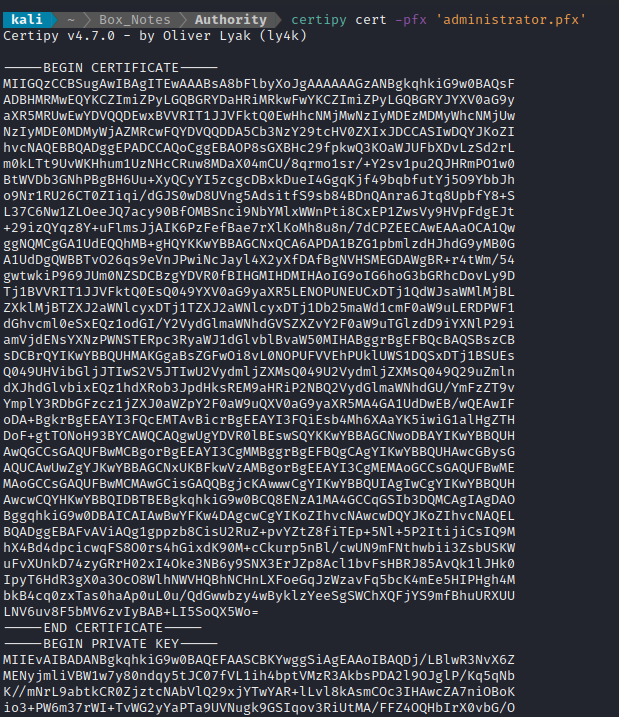 kali ~ Box_Notes Authority certipy cert -pfx 'administrator.pfx'
Certipy v4.7.0 - by Oliver Lyak (ly4k)
-----BEGIN CERTIFICATE-----
MIIGQzCCBSugAwIBAgITEwAAABsA8bFlbyXoJgAAAAAAGzANBgkqhkiG9w0BAQsF
ADBHMRMwEQYKCZImiZPyLGQBGRYDaHRiMRkwFwYKCZImiZPyLGQBGRYJYXV0aG9y
aXR5MRUwEwYDVQQDEwxBVVRIT1JJVFktQ0EwHhcNMjMwNzIyMDEzMDMyWhcNMjUw
NzIyMDE0MDMyWjAZMRcwFQYDVQQDDA5Cb3NzY29tcHV0ZXIxJDCCASIwDQYJKoZI
hvcNAQEBBQADggEPADCCAQoCggEBAOP8sGXBHc29fpkwQ3KOaWJUFbXDvLzSd2rL
m0kLTt9UvWKHhum1UzNHcCRuw8MDaX04mCU/8qrmo1sr/+Y2sv1pu2QJHRmPO1w0
BtWVDb3GNhPBgBH6Uu+XyQCyYI5zcgcDBxkDueI4GgqKjf49bqbfutYj5O9YbbJh
o9Nr1RU26CT0ZIiqi/dGJS0wD8UVng5AdsitfS9sb84BDnQAnra6Jtq8UpbfY8+S
L37C6Nw1ZLOeeJQ7acy90BfOMBSnci9NbYMlxWWnPti8CxEP1ZwsVy9HVpFdgEJt
+29izQYqz8Y+uFlmsJjAIK6PzFefBae7rXlKoMh8u8n/7dCPZEECAwEAAaOCA1Qw
ggNQMCgGA1UdEQQhMB+gHQYKKwYBBAGCNxQCA6APDA1BZG1pbmlzdHJhdG9yMB0G
A1UdDgQWBBTvO26qs9eVnJPwiNcJayl4X2yXfDAfBgNVHSMEGDAWgBR+r4tWm/54
gwtwkiP969JUm0NZSDCBzgYDVR0fBIHGMIHDMIHAoIG9oIG6hoG3bGRhcDovLy9D
Tj1BVVRIT1JJVFktQ0EsQ049YXV0aG9yaXR5LENOPUNEUCxDTj1QdWJsaWMlMjBL
ZXklMjBTZXJ2aWNlcyxDTj1TZXJ2aWNlcyxDTj1Db25maWd1cmF0aW9uLERDPWF1
dGhvcml0eSxEQz1odGI/Y2VydGlmaWNhdGVSZXZvY2F0aW9uTGlzdD9iYXNlP29i
amVjdENsYXNzPWNSTERpc3RyaWJ1dGlvblBvaW50MIHABggrBgEFBQcBAQSBszCB
sDCBrQYIKwYBBQUHMAKGgaBsZGFwOi8vL0NOPUFVVEhPUklUWS1DQSxDTj1BSUEs
Q049UHVibGljJTIwS2V5JTIwU2VydmljZXMsQ049U2VydmljZXMsQ049Q29uZmln
dXJhdGlvbixEQz1hdXRob3JpdHksREM9aHRiP2NBQ2VydGlmaWNhdGU/YmFzZT9v
YmplY3RDbGFzcz1jZXJ0aWZpY2F0aW9uQXV0aG9yaXR5MA4GA1UdDwEB/wQEAwIF
oDA+BgkrBgEEAYI3FQcEMTAvBicrBgEEAYI3FQiEsb4Mh6XAaYK5iwiG1alHgZTH
DoF+gtTONoH93BYCAWQCAQgwUgYDVR0lBEswSQYKKwYBBAGCNwoDBAYIKwYBBQUH
AwQGCCsGAQUFBwMCBgorBgEEAYI3CgMMBggrBgEFBQgCAgYIKwYBBQUHAwcGBysG
AQUCAwUwZgYJKwYBBAGCNxUKBFkwVzAMBgorBgEEAYI3CgMEMAoGCCsGAQUFBwME
MAoGCCsGAQUFBwMCMAwGCisGAQQBgjcKAwwwCgYIKwYBBQUIAgIwCgYIKwYBBQUH
AwcwCQYHKwYBBQIDBTBEBgkqhkiG9w0BCQ8ENzA1MA4GCCqGSIb3DQMCAgIAgDAO
BggqhkiG9w0DBAICAIAwBwYFKw4DAgcwCgYIKoZIhvcNAwcwDQYJKoZIhvcNAQEL
BQADggEBAFvAViAQg1gppzb8CisU2RuZ+pvYZtZ8fiTEp+5Nl+5P2ItijiCsIQ9M
hX4Bd4dpcicwqFS8O0rs4hGixdK90M+cCkurp5nBl/cwUN9mFNthwbii3ZsbUSKW
uFvXUnkD74zyGRrH02xI4Oke3NB6y9SNX3ErJZp8Acl1bvFsHBRJ85AvQk1lJHk0
IpyT6HdR3gX0a3OcO8WlhNWVHQBhNCHnLXFoeGqJzWzavFq5bcK4mEe5HIPHgh4M
bkB4cq0zxTas0haAp0uL0u/QdGwwbzy4wByklzYeeSgSWChXQFjYS9mfBhuURXUU
LNV6uv8F5bMV6zvIyBAB+LI5SoQX5Wo=
-----END CERTIFICATE-----
-----BEGIN PRIVATE KEY-----
MIIEvAIBADANBgkqhkiG9w0BAQEFAASCBKYwggSiAgEAAoIBAQDj/LBlwR3NvX6Z
MENyjmliVBW1w7y80ndqy5tJC07fVL1ih4bptVMzR3AkbsPDA2l9OJglP/Kq5qNb
K//mNrL9abtkCR0ZjztcNAbVlQ29xjYTwYAR+lLvl8kAsmCOc3IHAwcZA7niOBoK
io3+PW6m37rWI+TvWG2yYaPTa9UVNugk9GSIqov3RiUtMA/FFZ4OQHbIrX0vbG/O